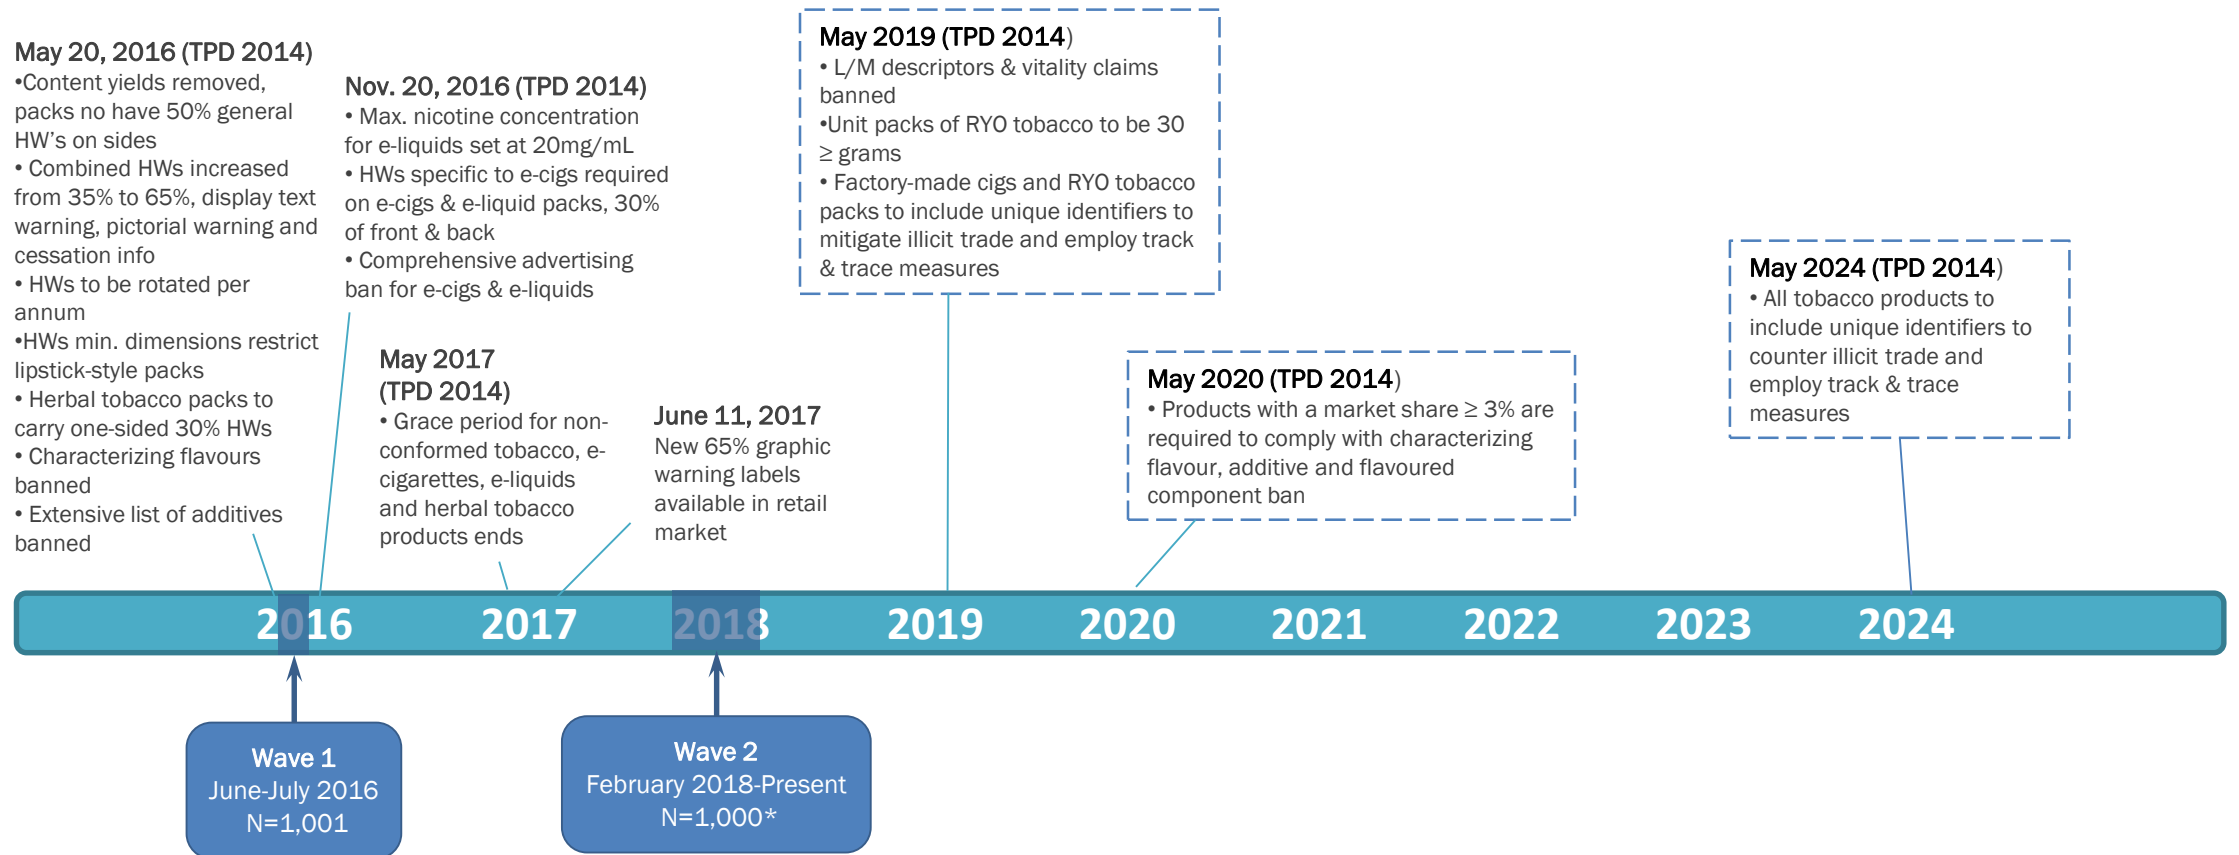 May 20, 2016 (TPD 2014)
•Content yields removed,
packs no have 50% general
HW's on sides
• Combined HWs increased
from 35% to 65%, display text
warning, pictorial warning and
cessation info
• HWs to be rotated per
annum
•HWs min. dimensions restrict
lipstick-style packs
• Herbal tobacco packs to
carry one-sided 30% HWs
• Characterizing flavours
banned
• Extensive list of additives
banned
Nov. 20, 2016 (TPD 2014)
• Max. nicotine concentration
for e-liquids set at 20mg/mL
• HWs specific to e-cigs required
on e-cigs & e-liquid packs, 30%
of front & back
• Comprehensive advertising
ban for e-cigs & e-liquids
May 2017
(TPD 2014)
• Grace period for non-
conformed tobacco, e-
cigarettes, e-liquids
and herbal tobacco
products ends
June 11, 2017
New 65% graphic
warning labels
available in retail
market
May 2019 (TPD 2014)
• L/M descriptors & vitality claims
banned
•Unit packs of RYO tobacco to be 30
≥ grams
• Factory-made cigs and RYO tobacco
packs to include unique identifiers to
mitigate illicit trade and employ track
& trace measures
May 2020 (TPD 2014)
• Products with a market share ≥ 3% are
required to comply with characterizing
flavour, additive and flavoured
component ban
May 2024 (TPD 2014)
• All tobacco products to
include unique identifiers to
counter illicit trade and
employ track & trace
measures
2016 2017 2018 2019 2020 2021 2022 2023 2024
Wave 1
June-July 2016
N=1,001
Wave 2
February 2018-Present
N=1,000*